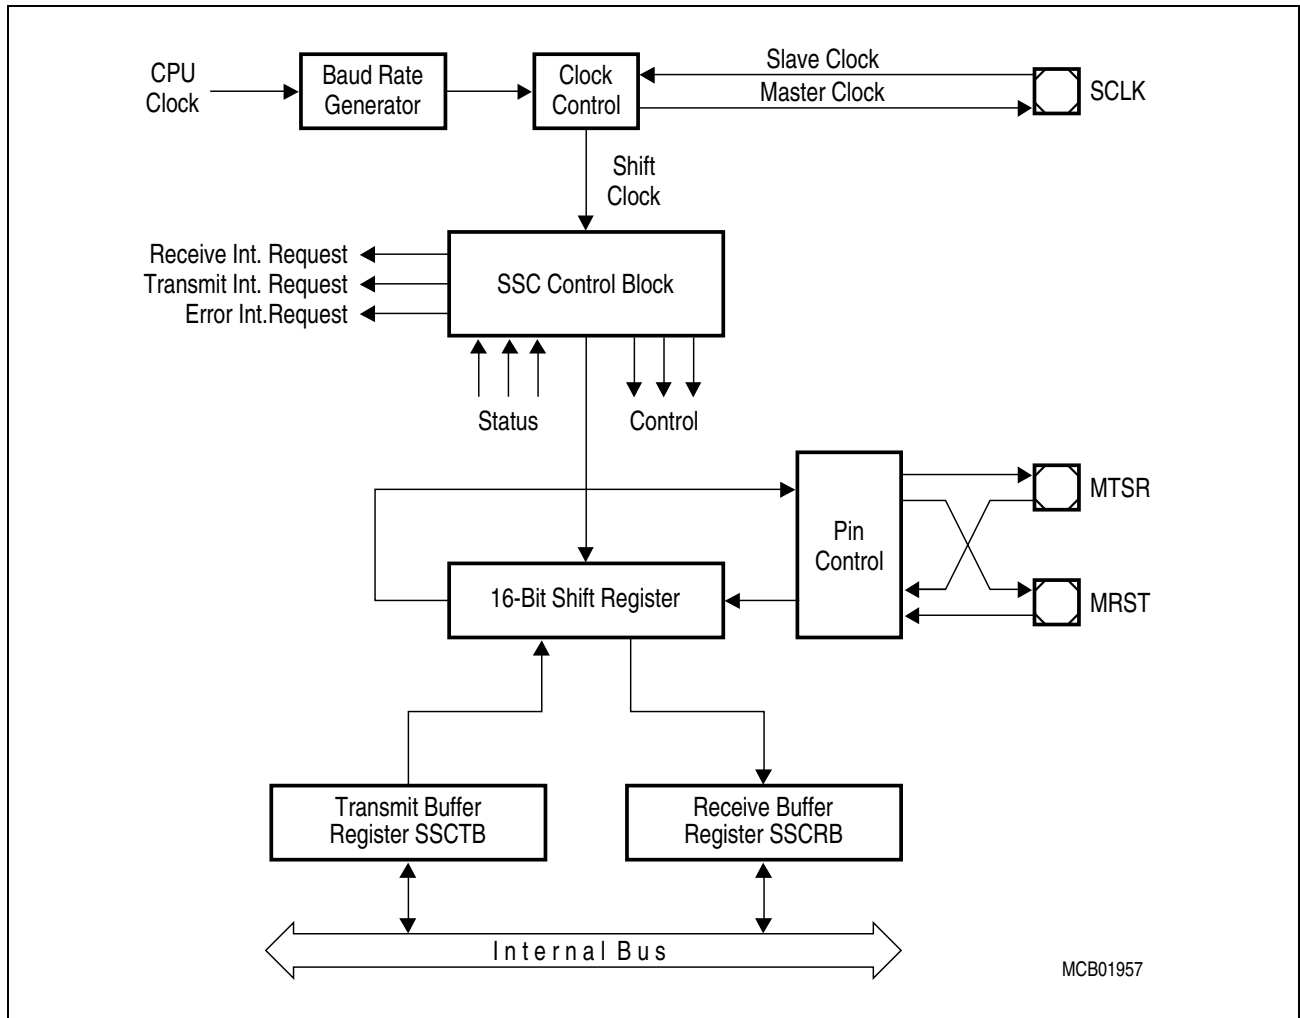 CPU
Clock
Baud Rate
Generator
Clock
Control
Slave Clock
Master Clock
SCLK
Shift
Clock
Receive Int. Request
Transmit Int. Request
Error Int.Request
SSC Control Block
Status
Control
Pin
Control
MTSR
MRST
16-Bit Shift Register
Transmit Buffer
Register SSCTB
Receive Buffer
Register SSCRB
Internal Bus
MCB01957